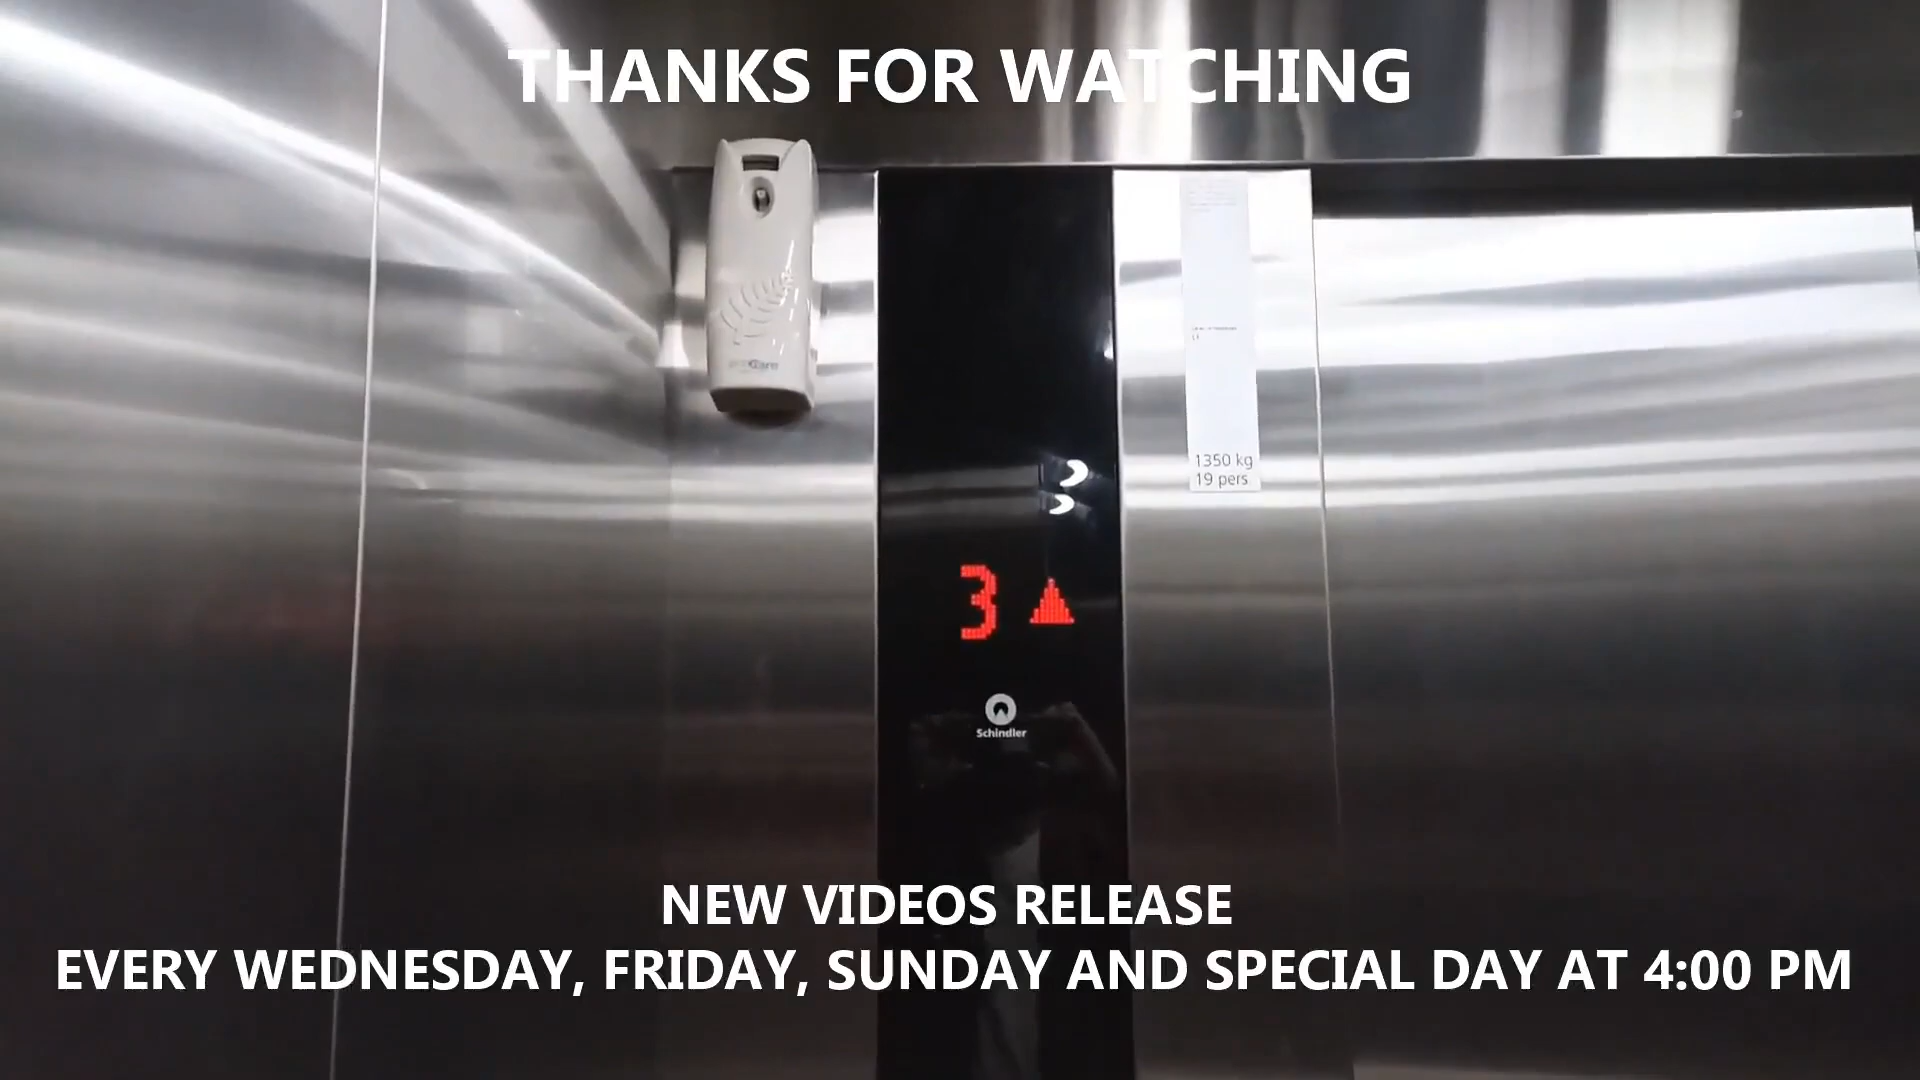 THANKS FOR WATCHING
1350 kg
19 pers
3
Schindler
NEW VIDEOS RELEASE
EVERY WEDNESDAY, FRIDAY, SUNDAY AND SPECIAL DAY AT 4:00 PM